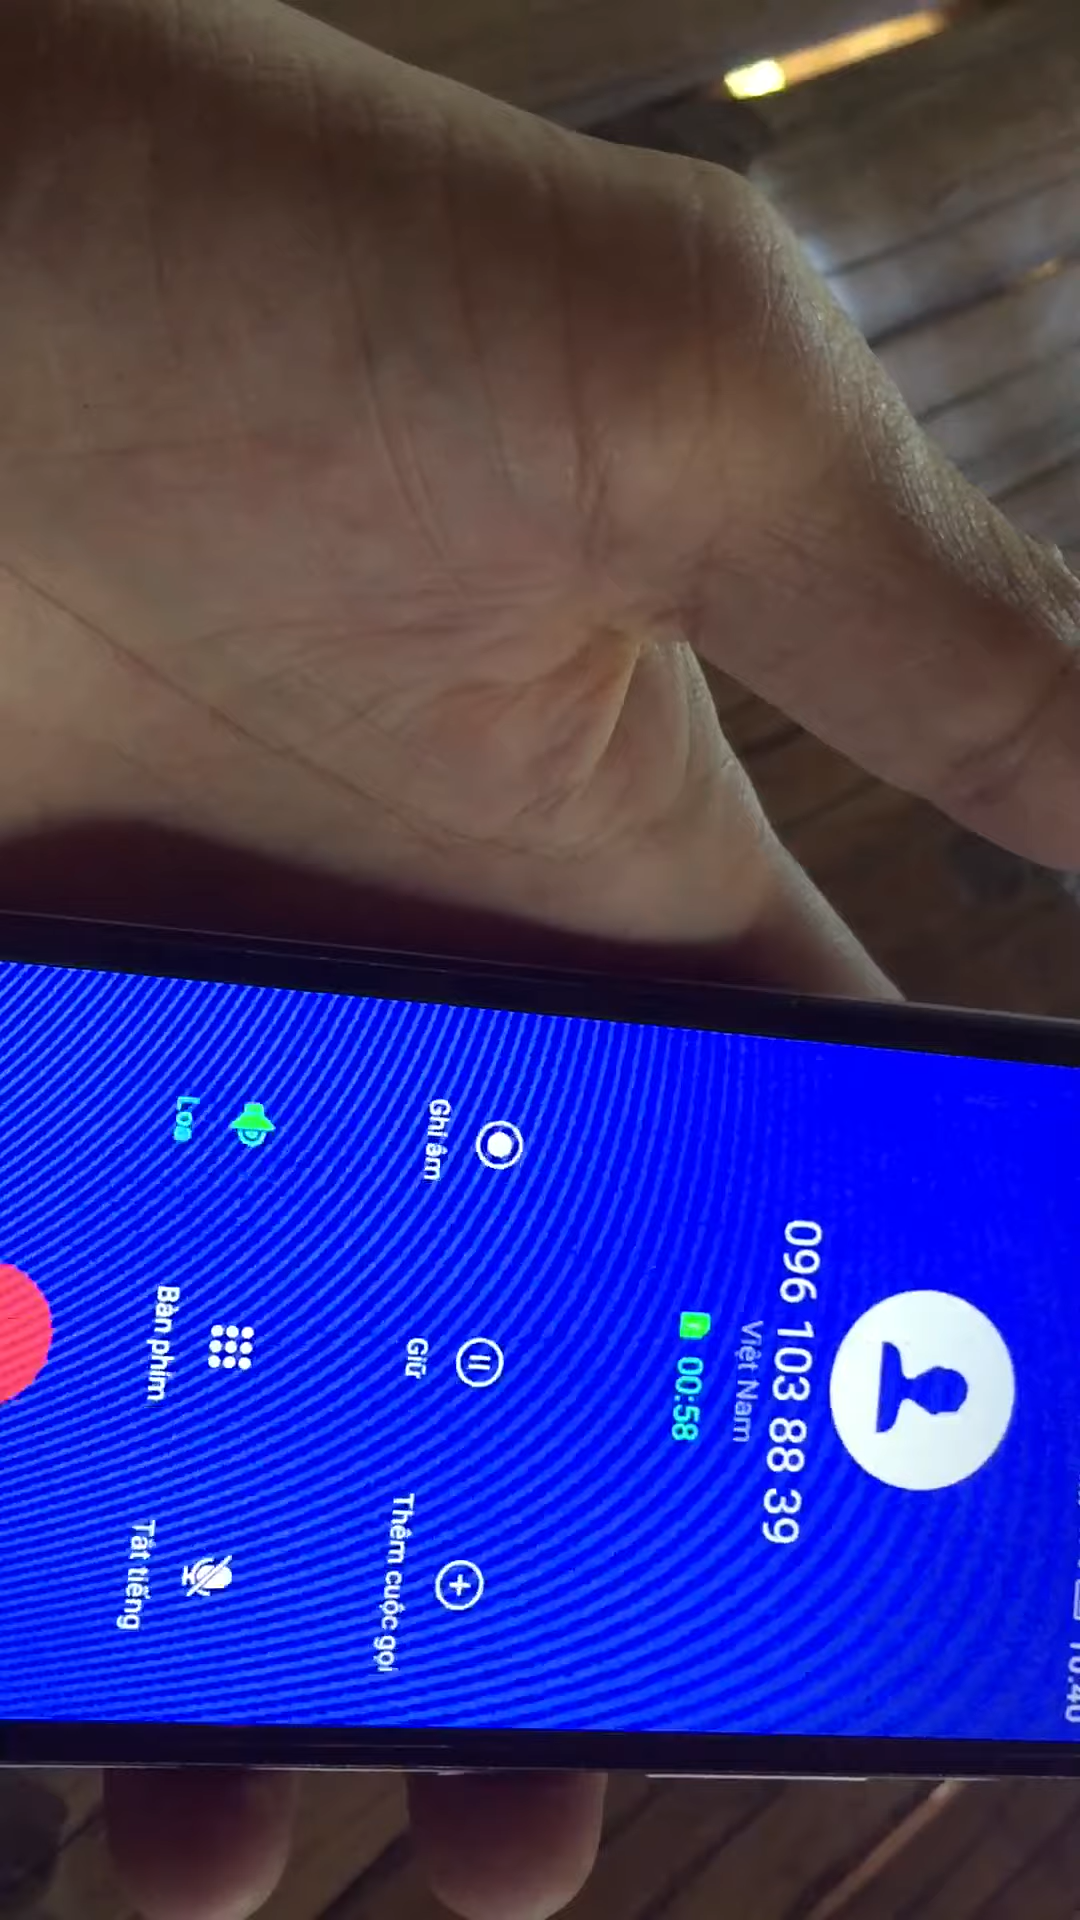 096 103 88 39
Việt Nam
00:58
Ghi âm
Giữ
Thêm cuộc gọi
Loa
Bàn phím
Tắt tiếng